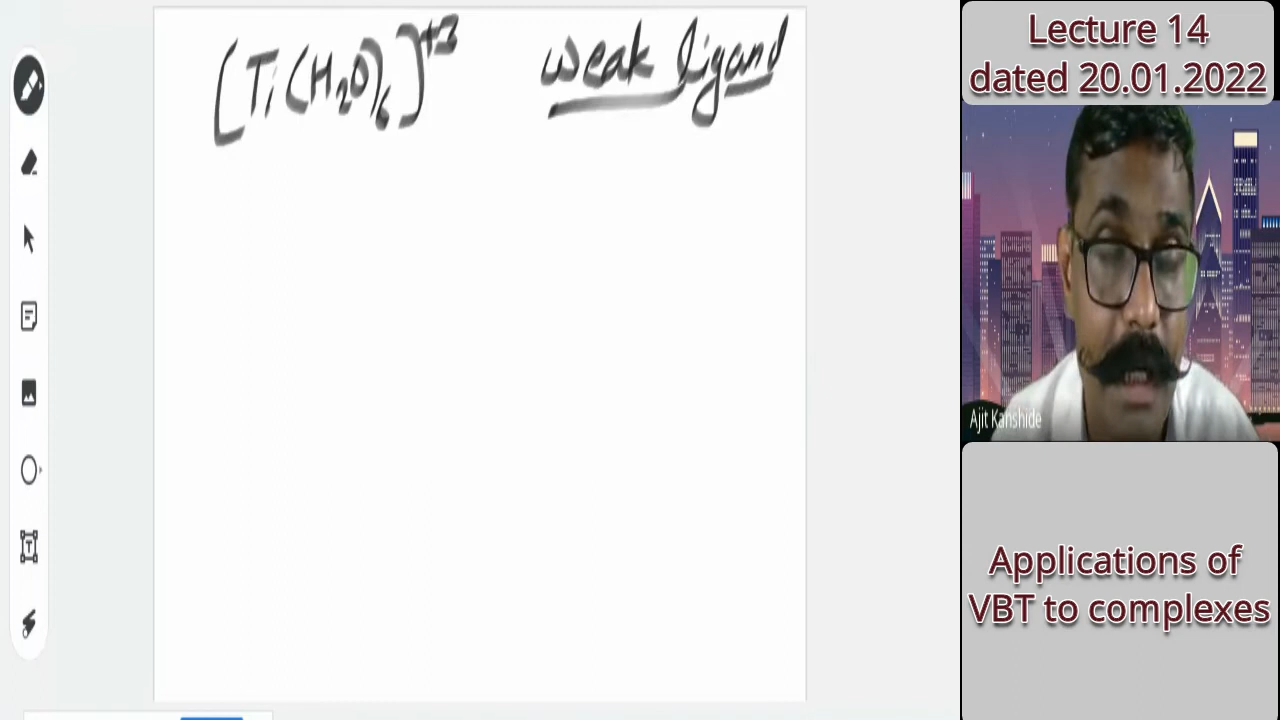 [Ti(H₂O)₆]⁺³ weak ligand
Lecture 14
dated 20.01.2022
Ajit Kanshide
Applications of
VBT to complexes